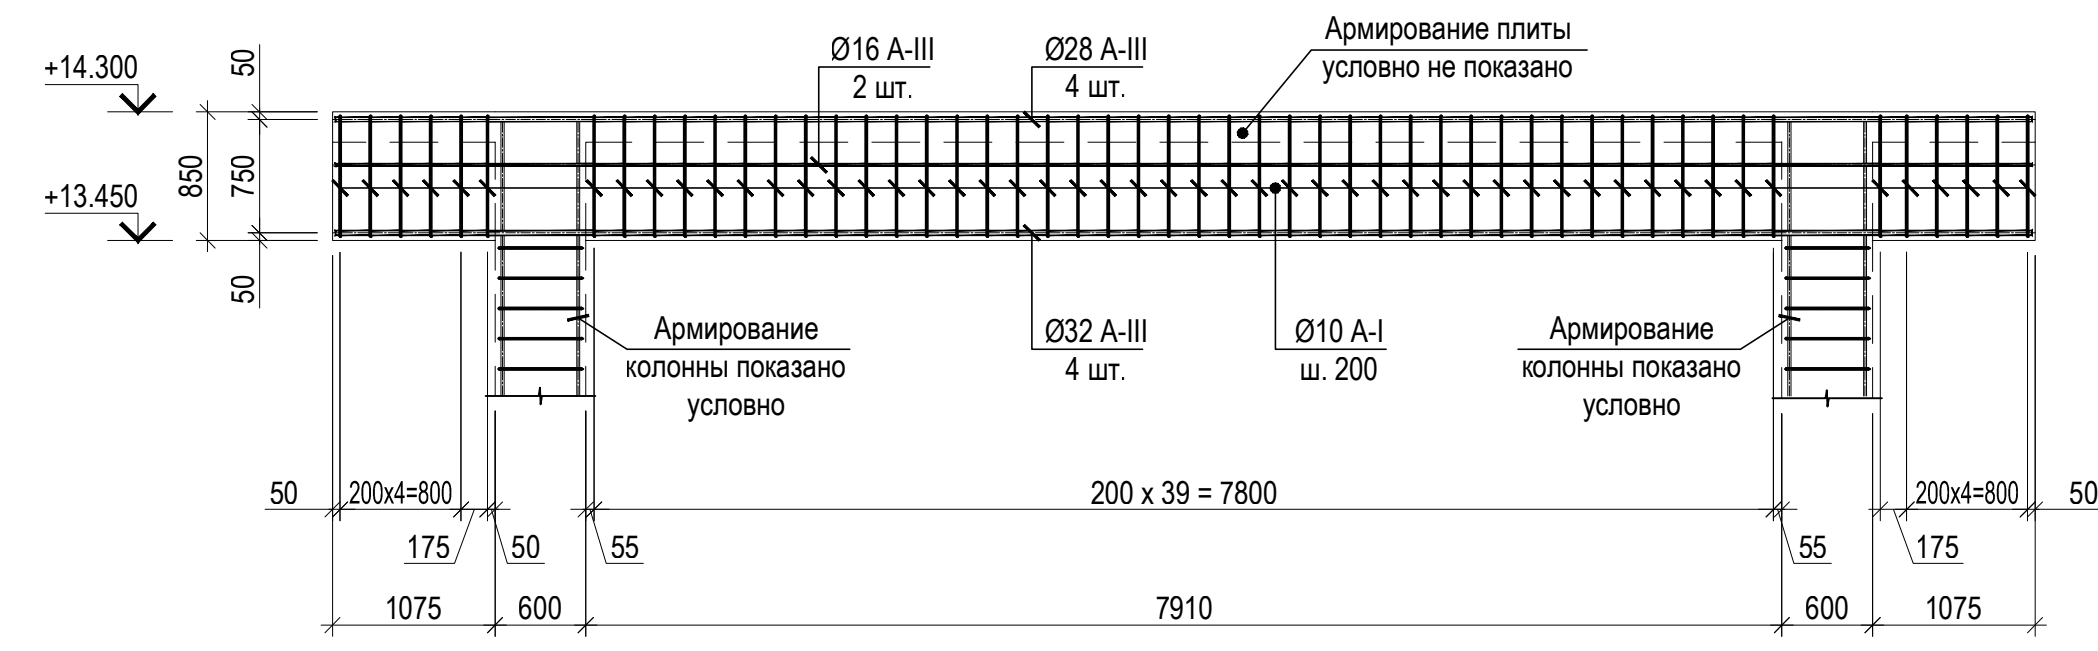 +14.300
+13.450
50
850
750
50
Ø16 A-III
2 шт.
Ø28 A-III
4 шт.
Армирование плиты
условно не показано
Армирование
колонны показано
условно
Ø32 A-III
4 шт.
Ø10 A-I
ш. 200
Армирование
колонны показано
условно
50
200x4=800
175
50
55
200 x 39 = 7800
55
175
200x4=800
50
1075
600
7910
600
1075